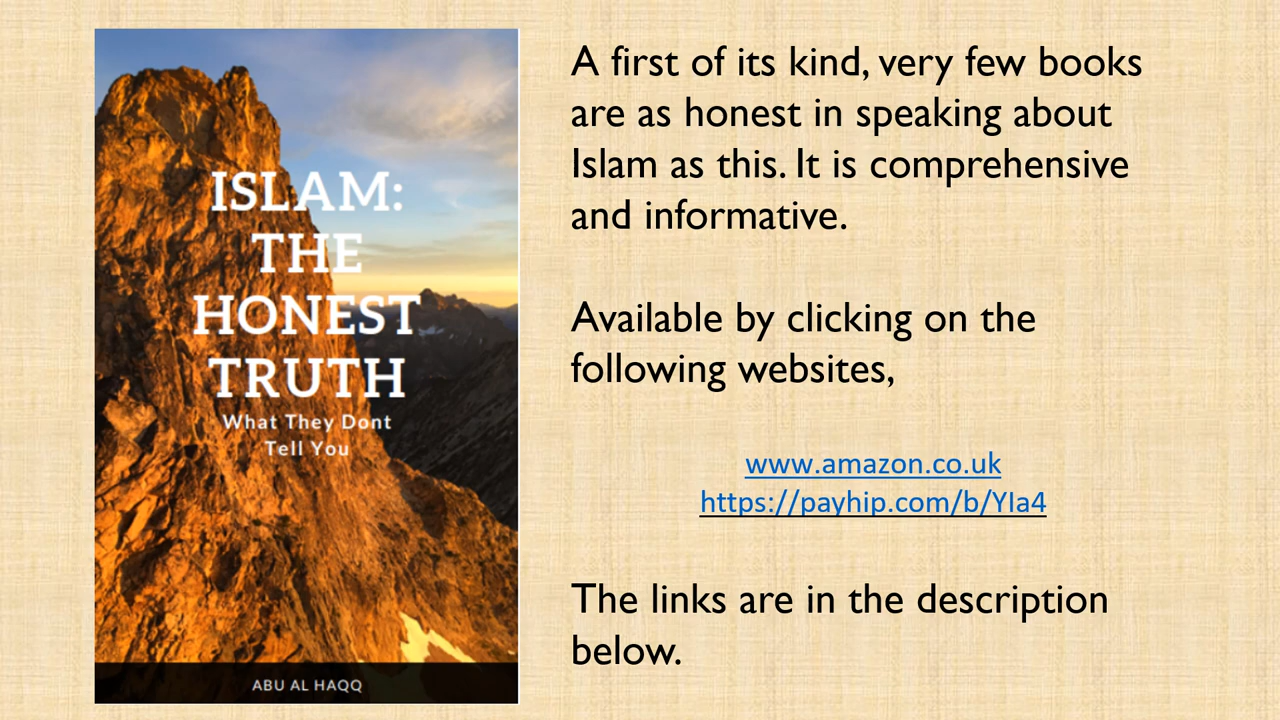 ISLAM:
THE
HONEST
TRUTH
What They Dont
Tell You
ABU AL HAQQ
A first of its kind, very few books
are as honest in speaking about
Islam as this. It is comprehensive
and informative.
Available by clicking on the
following websites,
www.amazon.co.uk
https://payhip.com/b/YIa4
The links are in the description
below.